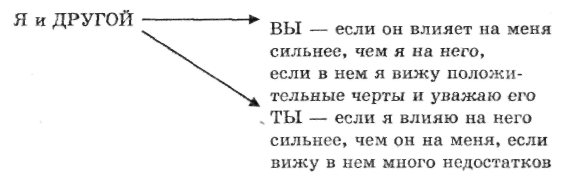 Я и ДРУГОЙ
ВЫ — если он влияет на меня
сильнее, чем я на него,
если в нем я вижу положи-
тельные черты и уважаю его
ТЫ — если я влияю на него
сильнее, чем он на меня, если
вижу в нем много недостатков